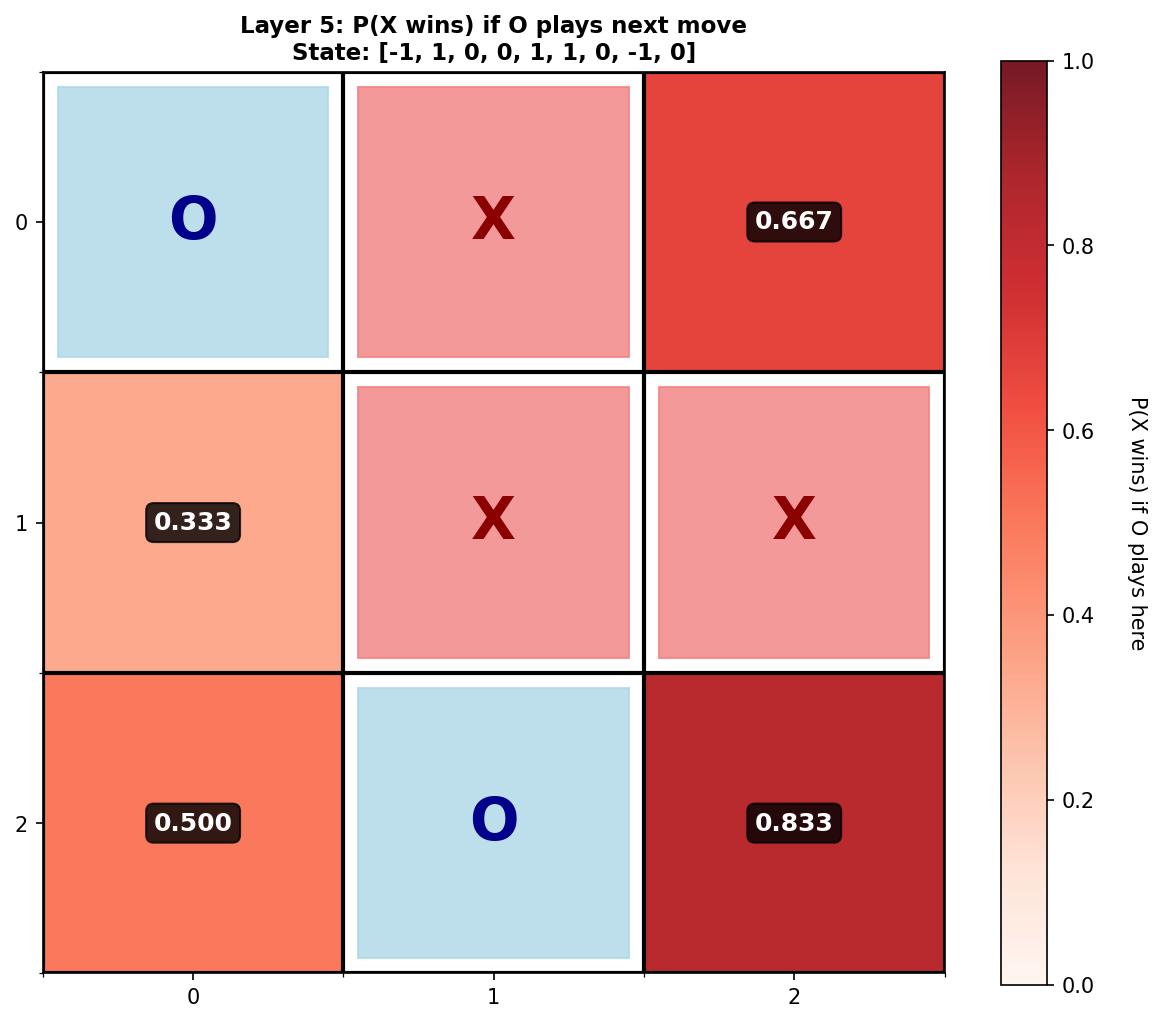 Layer 5: P(X wins) if O plays next move
State: [-1, 1, 0, 0, 1, 1, 0, -1, 0]
O
X
0.667
0.333
X
X
0.500
O
0.833
0
1
2
0
1
2
1.0
0.8
0.6
0.4
0.2
0.0
P(X wins) if O plays here